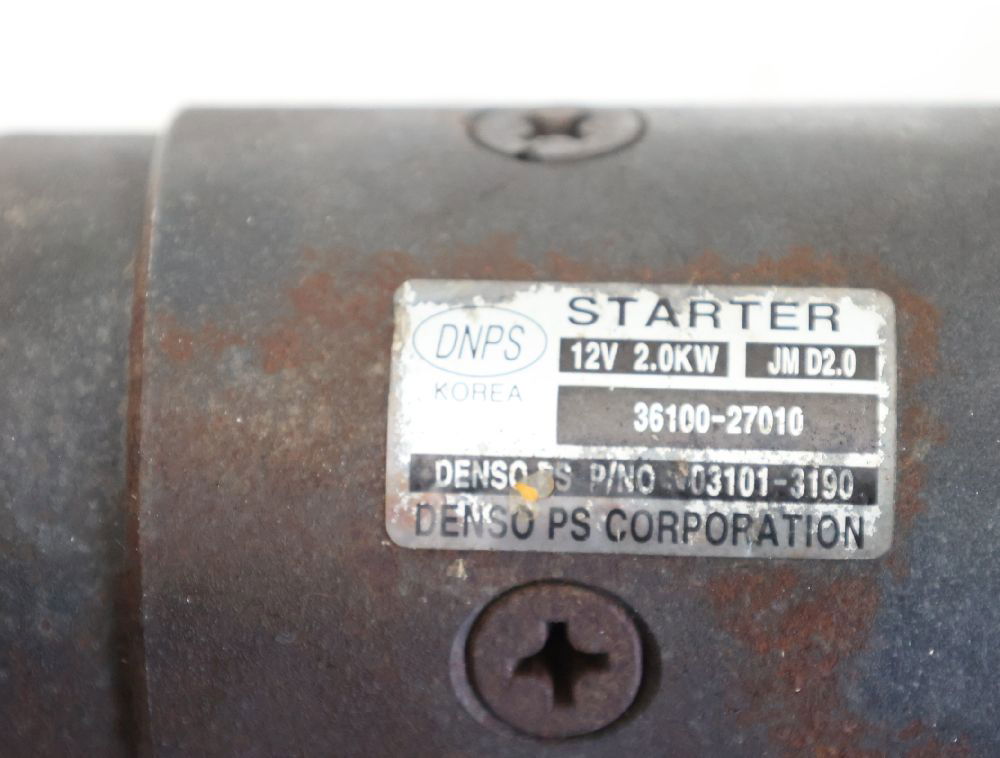 STARTER
DNPS
12V 2.0KW JM D2.0
KOREA
36100-27010
DENSO PS P/NO 03101-3190
DENSO PS CORPORATION